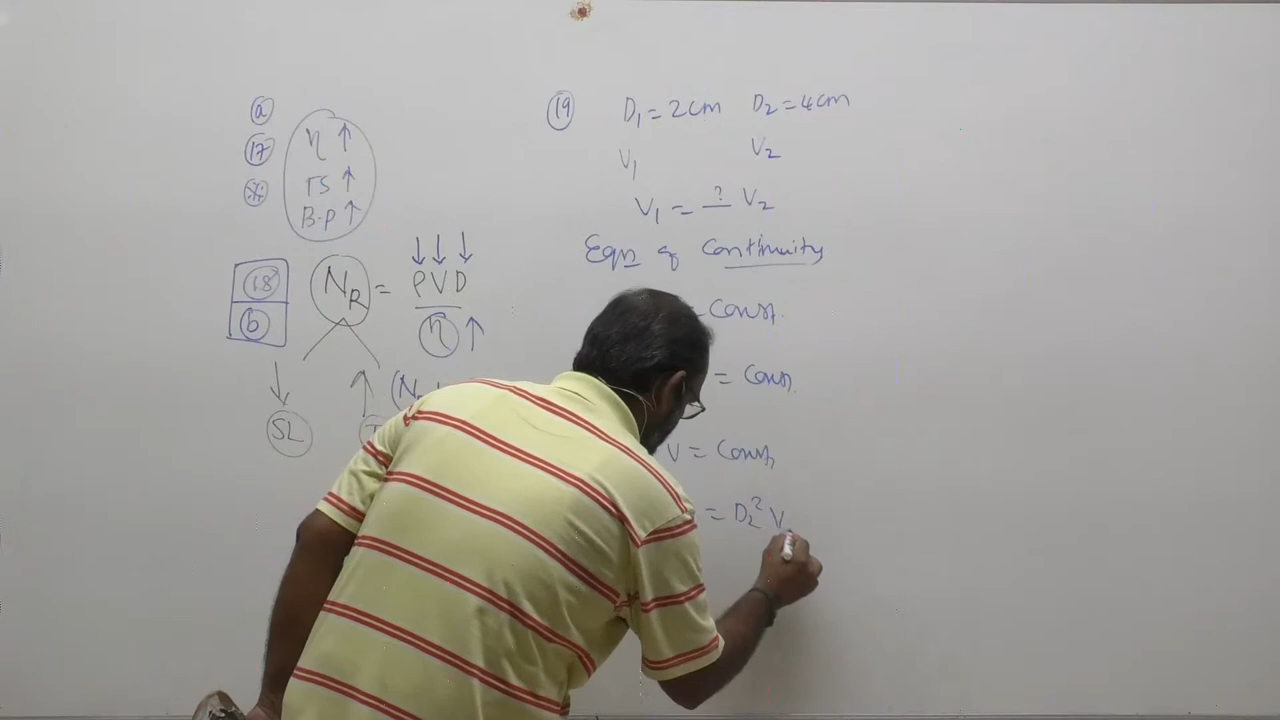 a
17
η ↑
rs ↑
B.P ↑
18
b
N_R = ρVD
η ↑
SL
19
D₁ = 2cm D₂ = 4cm
V₁ V₂
V₁ = ? V₂
Eqn of Continuity
Const.
= Const.
V = Const,
= D₂² V